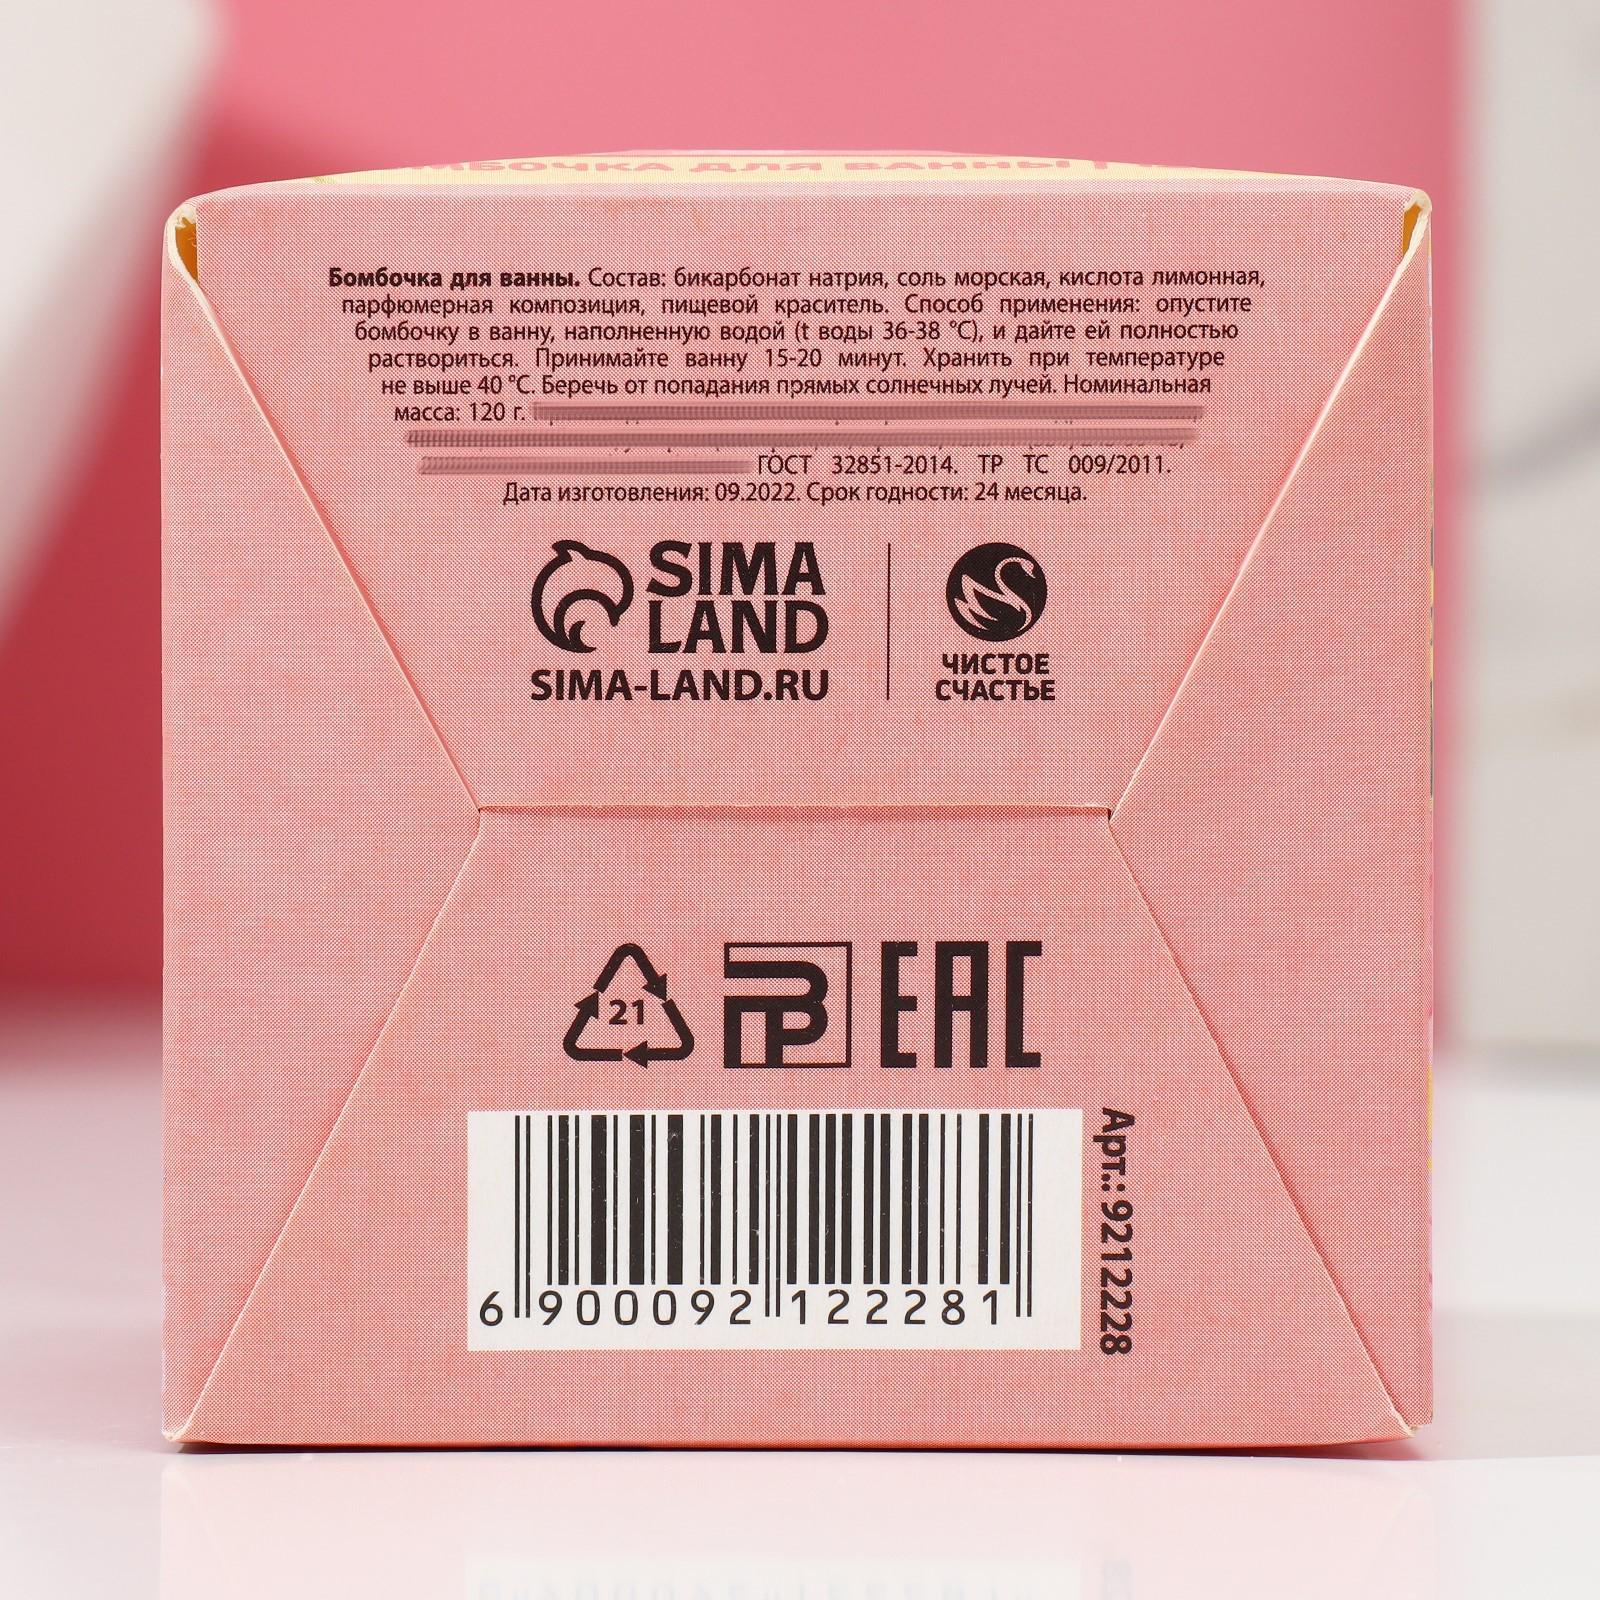 ДЛЯ ВАННЫ
Бомбочка для ванны. Состав: бикарбонат натрия, соль морская, кислота лимонная,
парфюмерная композиция, пищевой краситель. Способ применения: опустите
бомбочку в ванну, наполненную водой (t воды 36-38 °С), и дайте ей полностью
раствориться. Принимайте ванну 15-20 минут. Хранить при температуре
не выше 40 °С. Беречь от попадания прямых солнечных лучей. Номинальная
масса: 120 г.
ГОСТ 32851-2014. ТР ТС 009/2011.
Дата изготовления: 09.2022. Срок годности: 24 месяца.
SIMA
LAND
SIMA-LAND.RU
ЧИСТОЕ
СЧАСТЬЕ
21
ЕАС
6 900092 122281
Арт.: 9212228